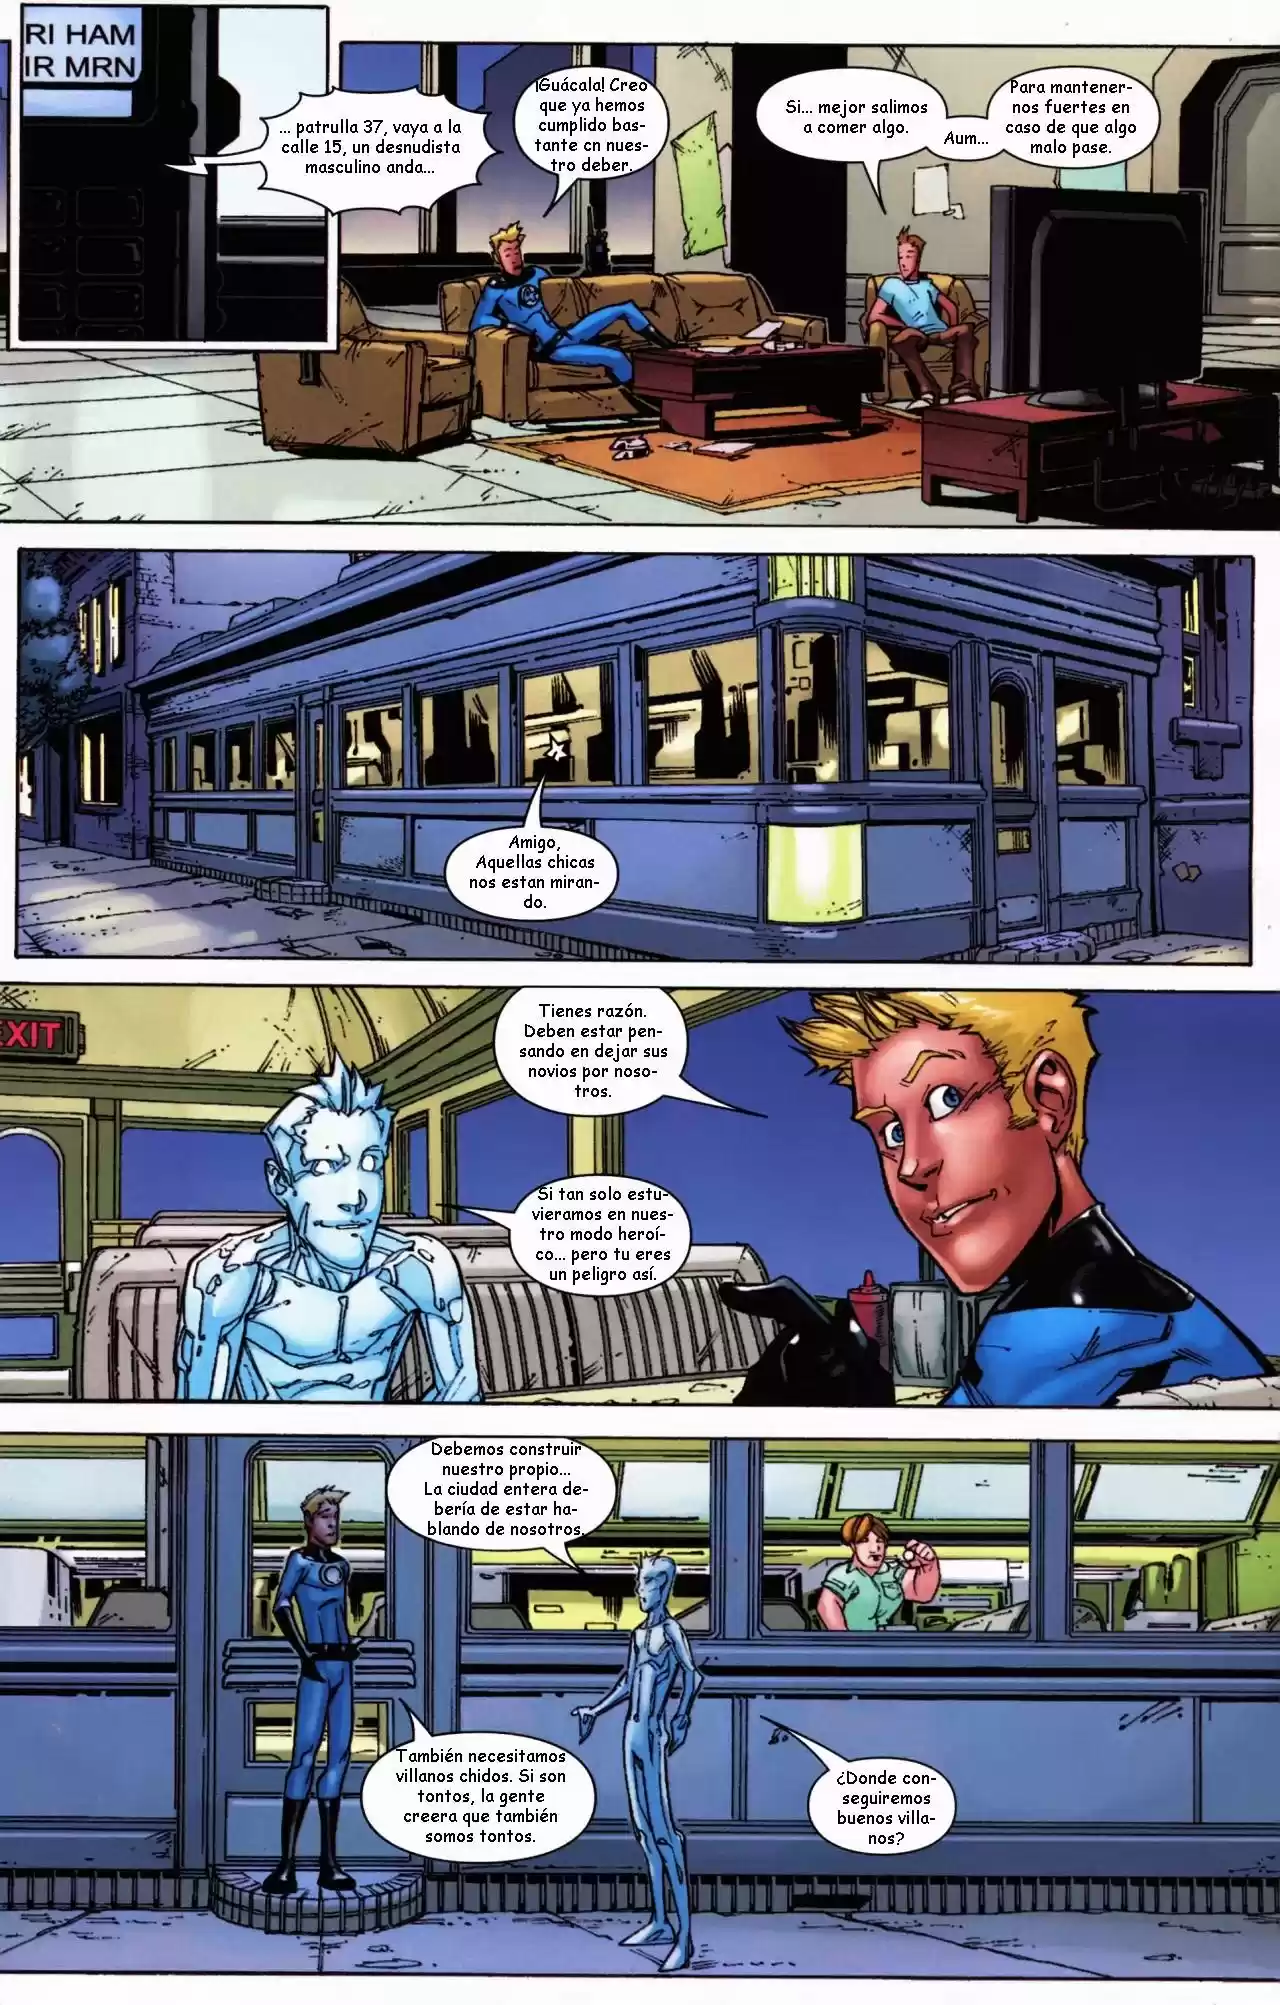 RI HAM
IR MRN
... patrulla 37, vaya a la
calle 15, un desnudista
masculino anda...
¡Guácala! Creo
que ya hemos
cumplido bas-
tante cn nues-
tro deber.
Si... mejor salimos
a comer algo.
Aum...
Para mantener-
nos fuertes en
caso de que algo
malo pase.
Amigo,
Aquellas chicas
nos estan miran-
do.
EXIT
Tienes razón.
Deben estar pen-
sando en dejar sus
novios por noso-
tros.
Si tan solo estu-
vieramos en nues-
tro modo heroí-
co... pero tu eres
un peligro así.
Debemos construir
nuestro propio...
La ciudad entera de-
bería de estar ha-
blando de nosotros.
También necesitamos
villanos chidos. Si son
tontos, la gente
creera que también
somos tontos.
¿Donde con-
seguiremos
buenos villa-
nos?